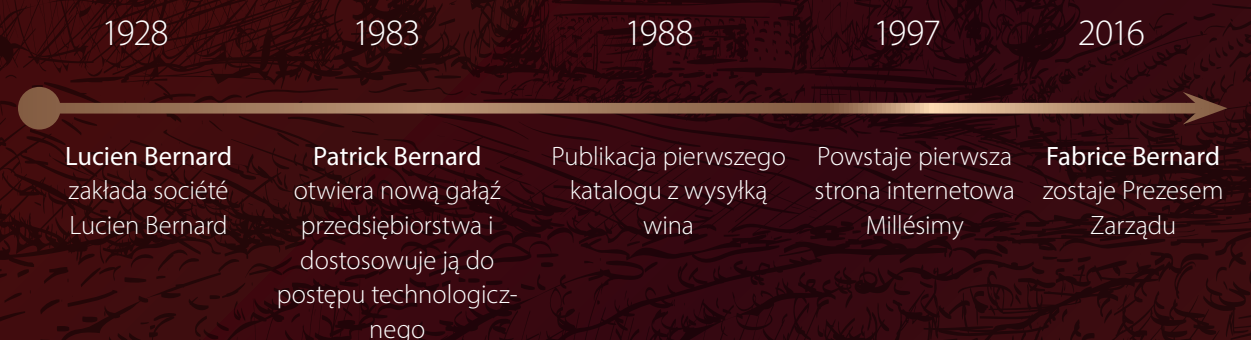 1928
1983
1988
1997
2016
Lucien Bernard
zakłada société
Lucien Bernard
Patrick Bernard
otwiera nową gałąź
przedsiębiorstwa i
dostosowuje ją do
postępu technologicz-
nego
Publikacja pierwszego
katalogu z wysyłką
wina
Powstaje pierwsza
strona internetowa
Millésimy
Fabrice Bernard
zostaje Prezesem
Zarządu